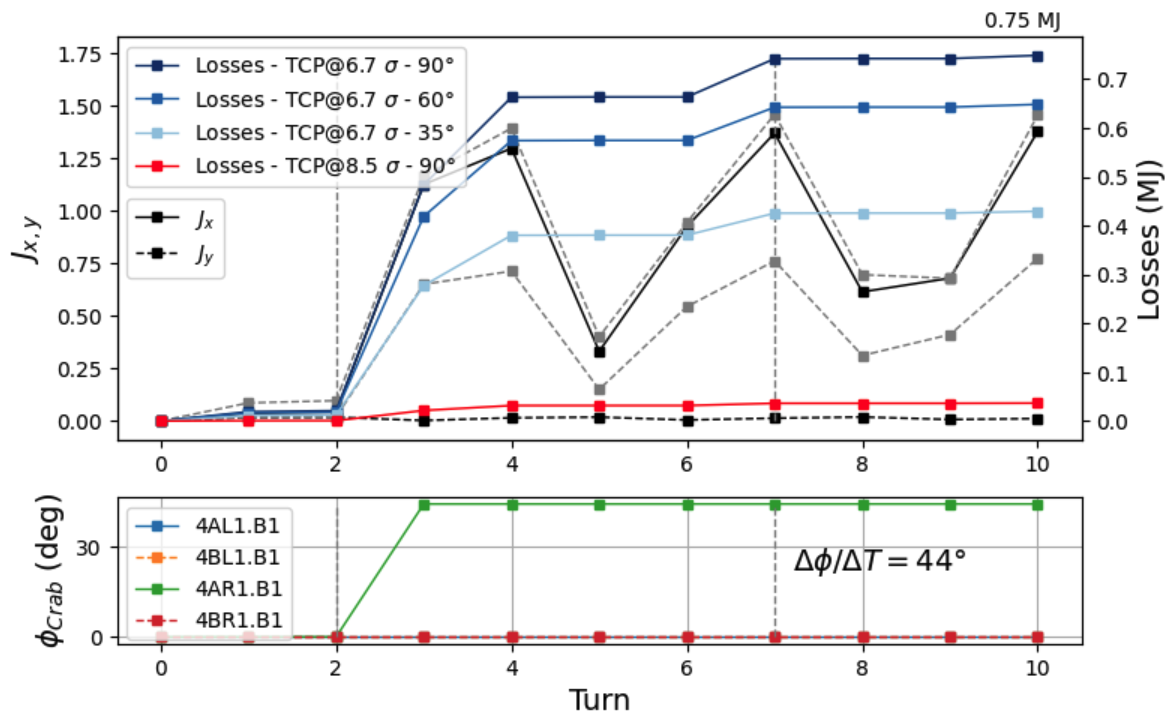 0.75 MJ
1.75
1.50
1.25
1.00
0.75
0.50
0.25
0.00
J_{x, y}
Losses - TCP@6.7 σ - 90°
Losses - TCP@6.7 σ - 60°
Losses - TCP@6.7 σ - 35°
Losses - TCP@8.5 σ - 90°
J_x
J_y
0.7
0.6
0.5
0.4
0.3
0.2
0.1
0.0
Losses (MJ)
0 2 4 6 8 10
30
0
ϕ_{Crab} (deg)
4AL1.B1
4BL1.B1
4AR1.B1
4BR1.B1
Δϕ/ΔT = 44°
0 2 4 6 8 10
Turn